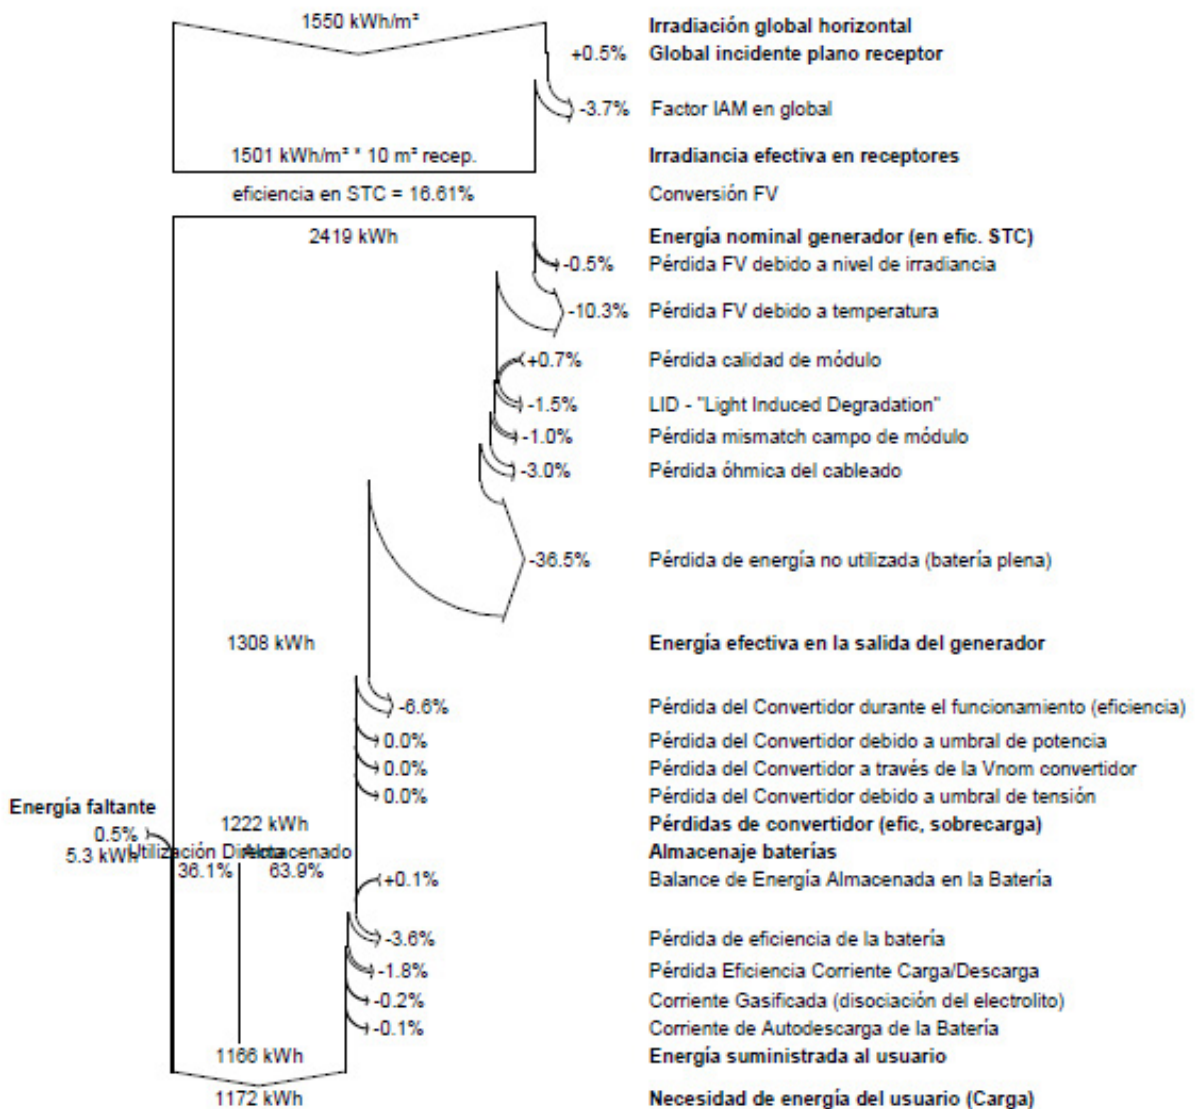 1550 kWh/m² Irradiación global horizontal
+0.5% Global incidente plano receptor
-3.7% Factor IAM en global
1501 kWh/m² * 10 m² recep. Irradiancia efectiva en receptores
eficiencia en STC = 16.61% Conversión FV
2419 kWh Energía nominal generador (en efic. STC)
-0.5% Pérdida FV debido a nivel de irradiancia
-10.3% Pérdida FV debido a temperatura
+0.7% Pérdida calidad de módulo
-1.5% LID - "Light Induced Degradation"
-1.0% Pérdida mismatch campo de módulo
-3.0% Pérdida óhmica del cableado
-36.5% Pérdida de energía no utilizada (batería plena)
1308 kWh Energía efectiva en la salida del generador
-6.6% Pérdida del Convertidor durante el funcionamiento (eficiencia)
0.0% Pérdida del Convertidor debido a umbral de potencia
0.0% Pérdida del Convertidor a través de la Vnom convertidor
0.0% Pérdida del Convertidor debido a umbral de tensión
Energía faltante
0.5% 1222 kWh Pérdidas de convertidor (efic, sobrecarga)
5.3 kWh Utilización Directa Almacenado Almacenaje baterías
36.1% 63.9% +0.1% Balance de Energía Almacenada en la Batería
-3.6% Pérdida de eficiencia de la batería
-1.8% Pérdida Eficiencia Corriente Carga/Descarga
-0.2% Corriente Gasificada (disociación del electrolito)
-0.1% Corriente de Autodescarga de la Batería
1166 kWh Energía suministrada al usuario
1172 kWh Necesidad de energía del usuario (Carga)